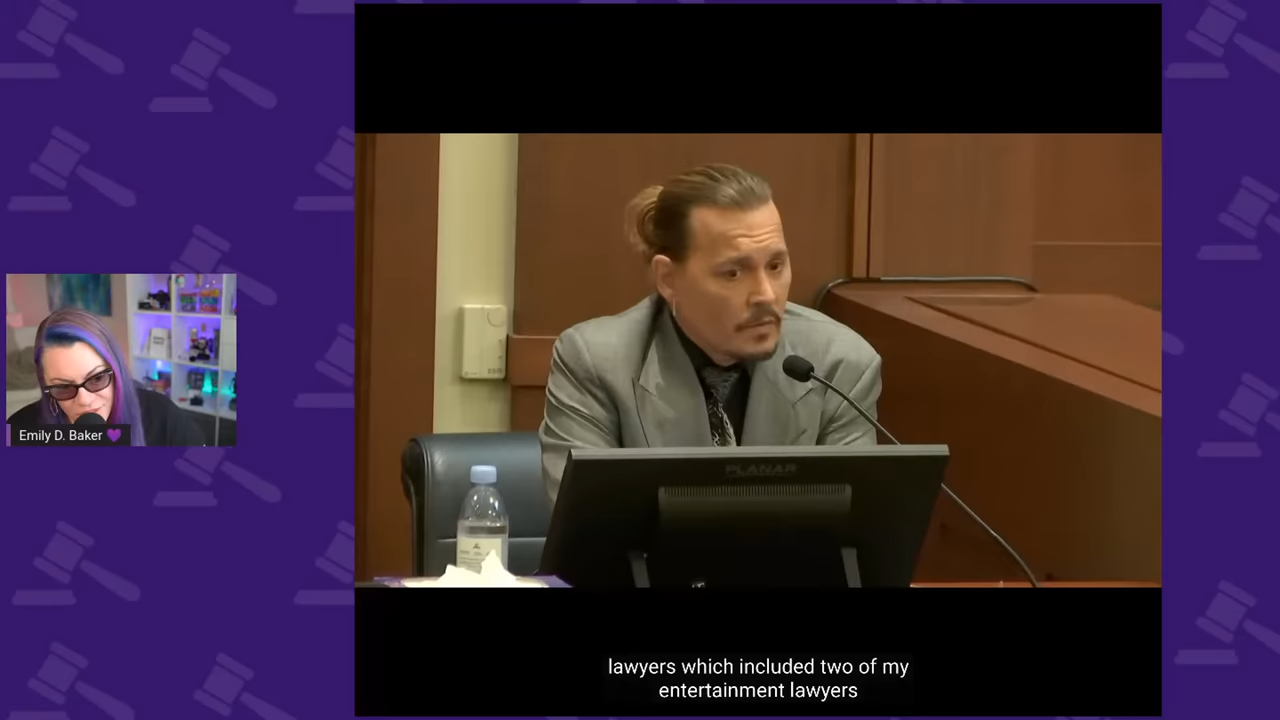 Emily D. Baker 💜
PLANAR
lawyers which included two of my
entertainment lawyers